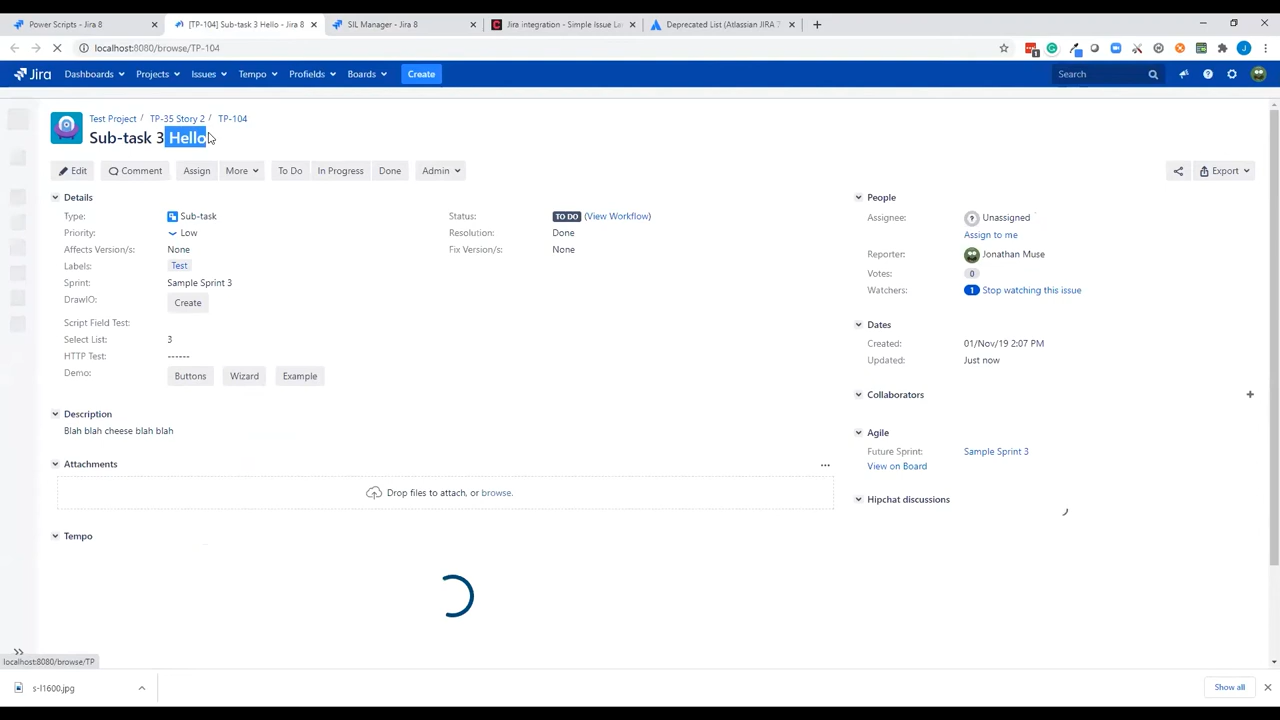 Power Scripts - Jira 8
[TP-104] Sub-task 3 Hello - Jira 8
SIL Manager - Jira 8
Jira integration - Simple Issue La
Deprecated List (Atlassian JIRA 7
localhost:8080/browse/TP-104
Jira Dashboards Projects Issues Tempo Profields Boards Create Search
Test Project / TP-35 Story 2 / TP-104
Sub-task 3 Hello
Edit Comment Assign More To Do In Progress Done Admin Export
Details
Type: Sub-task
Priority: Low
Affects Version/s: None
Labels: Test
Sprint: Sample Sprint 3
DrawIO: Create
Script Field Test:
Select List: 3
HTTP Test: ------
Demo: Buttons Wizard Example
Status: TO DO (View Workflow)
Resolution: Done
Fix Version/s: None
Description
Blah blah cheese blah blah
Attachments
Drop files to attach, or browse.
Tempo
People
Assignee: Unassigned
Assign to me
Reporter: Jonathan Muse
Votes: 0
Watchers: 1 Stop watching this issue
Dates
Created: 01/Nov/19 2:07 PM
Updated: Just now
Collaborators
Agile
Future Sprint: Sample Sprint 3
View on Board
Hipchat discussions
localhost:8080/browse/TP
s-l1600.jpg
Show all